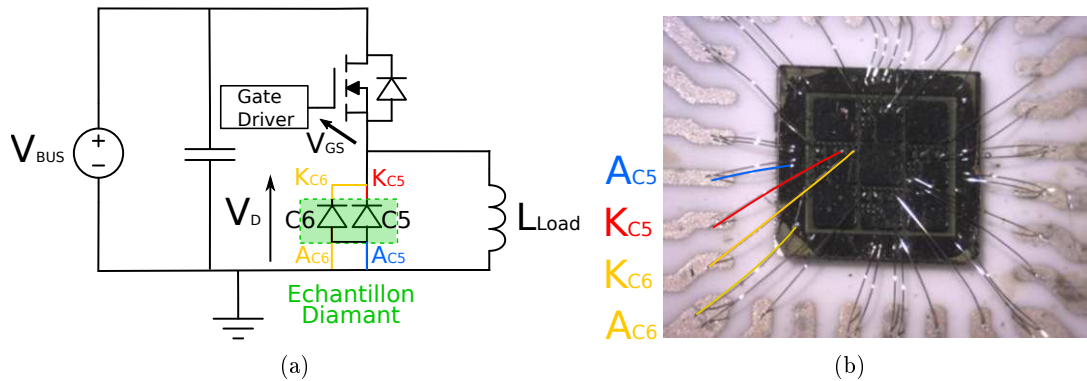 Gate
Driver
VGS
VBUS
+
−
VD
KC6
KC5
C6
C5
AC6
AC5
LLoad
Echantillon
Diamant
(a)
AC5
KC5
KC6
AC6
(b)